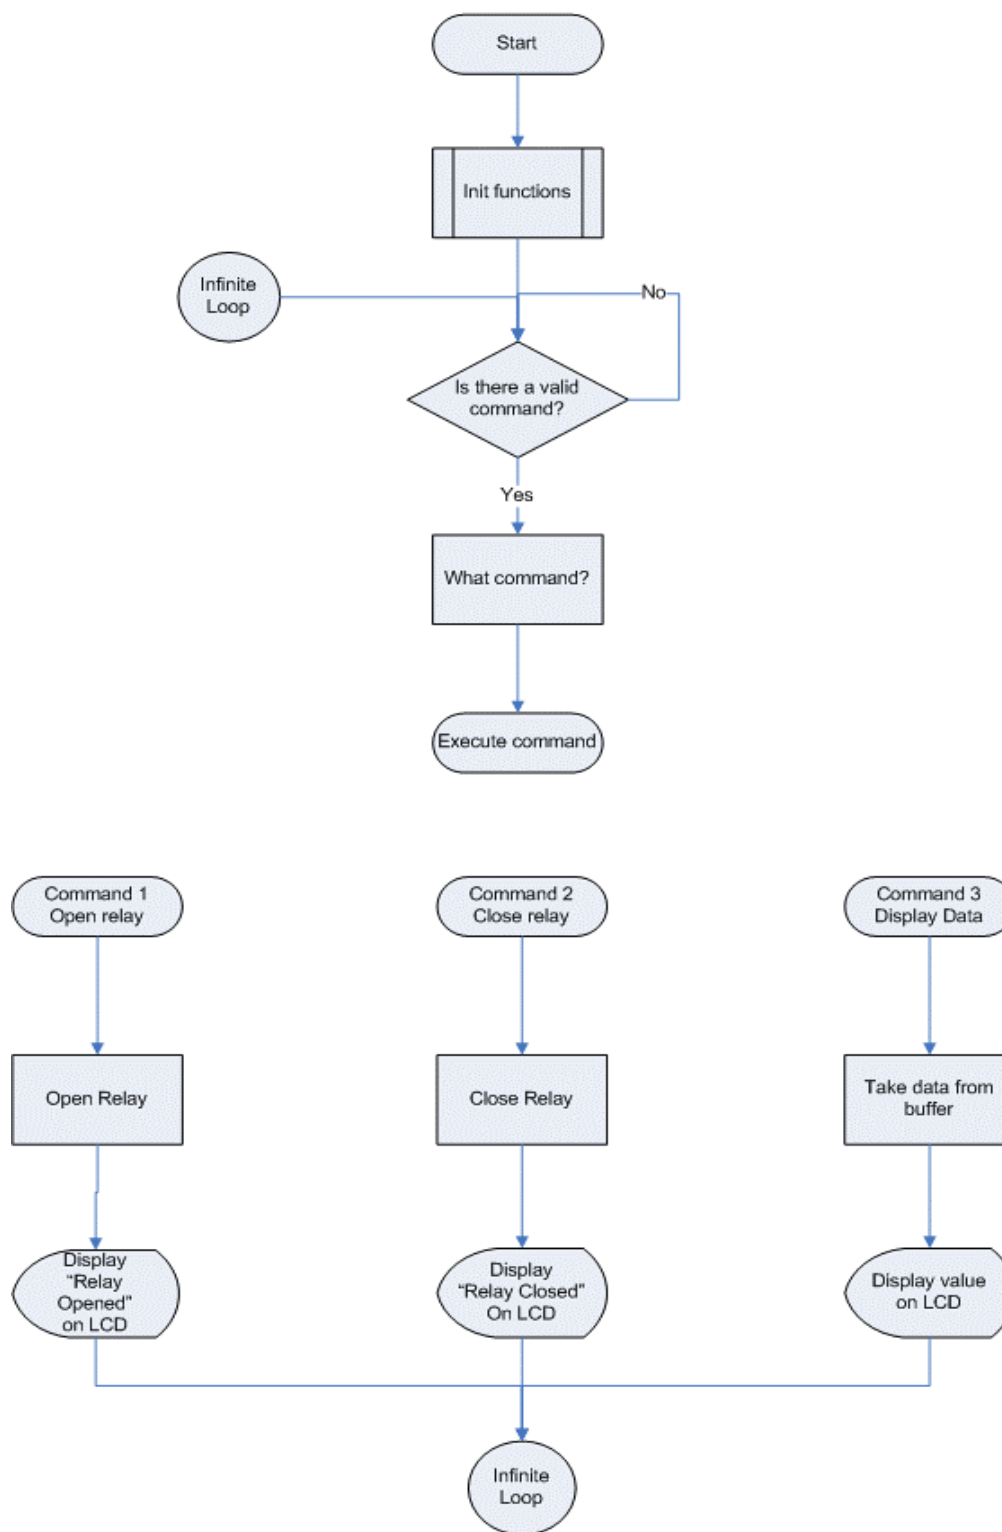 Start
Init functions
Infinite
Loop
No
Is there a valid
command?
Yes
What command?
Execute command
Command 1
Open relay
Command 2
Close relay
Command 3
Display Data
Open Relay
Close Relay
Take data from
buffer
Display
“Relay
Opened”
on LCD
Display
“Relay Closed”
On LCD
Display value
on LCD
Infinite
Loop